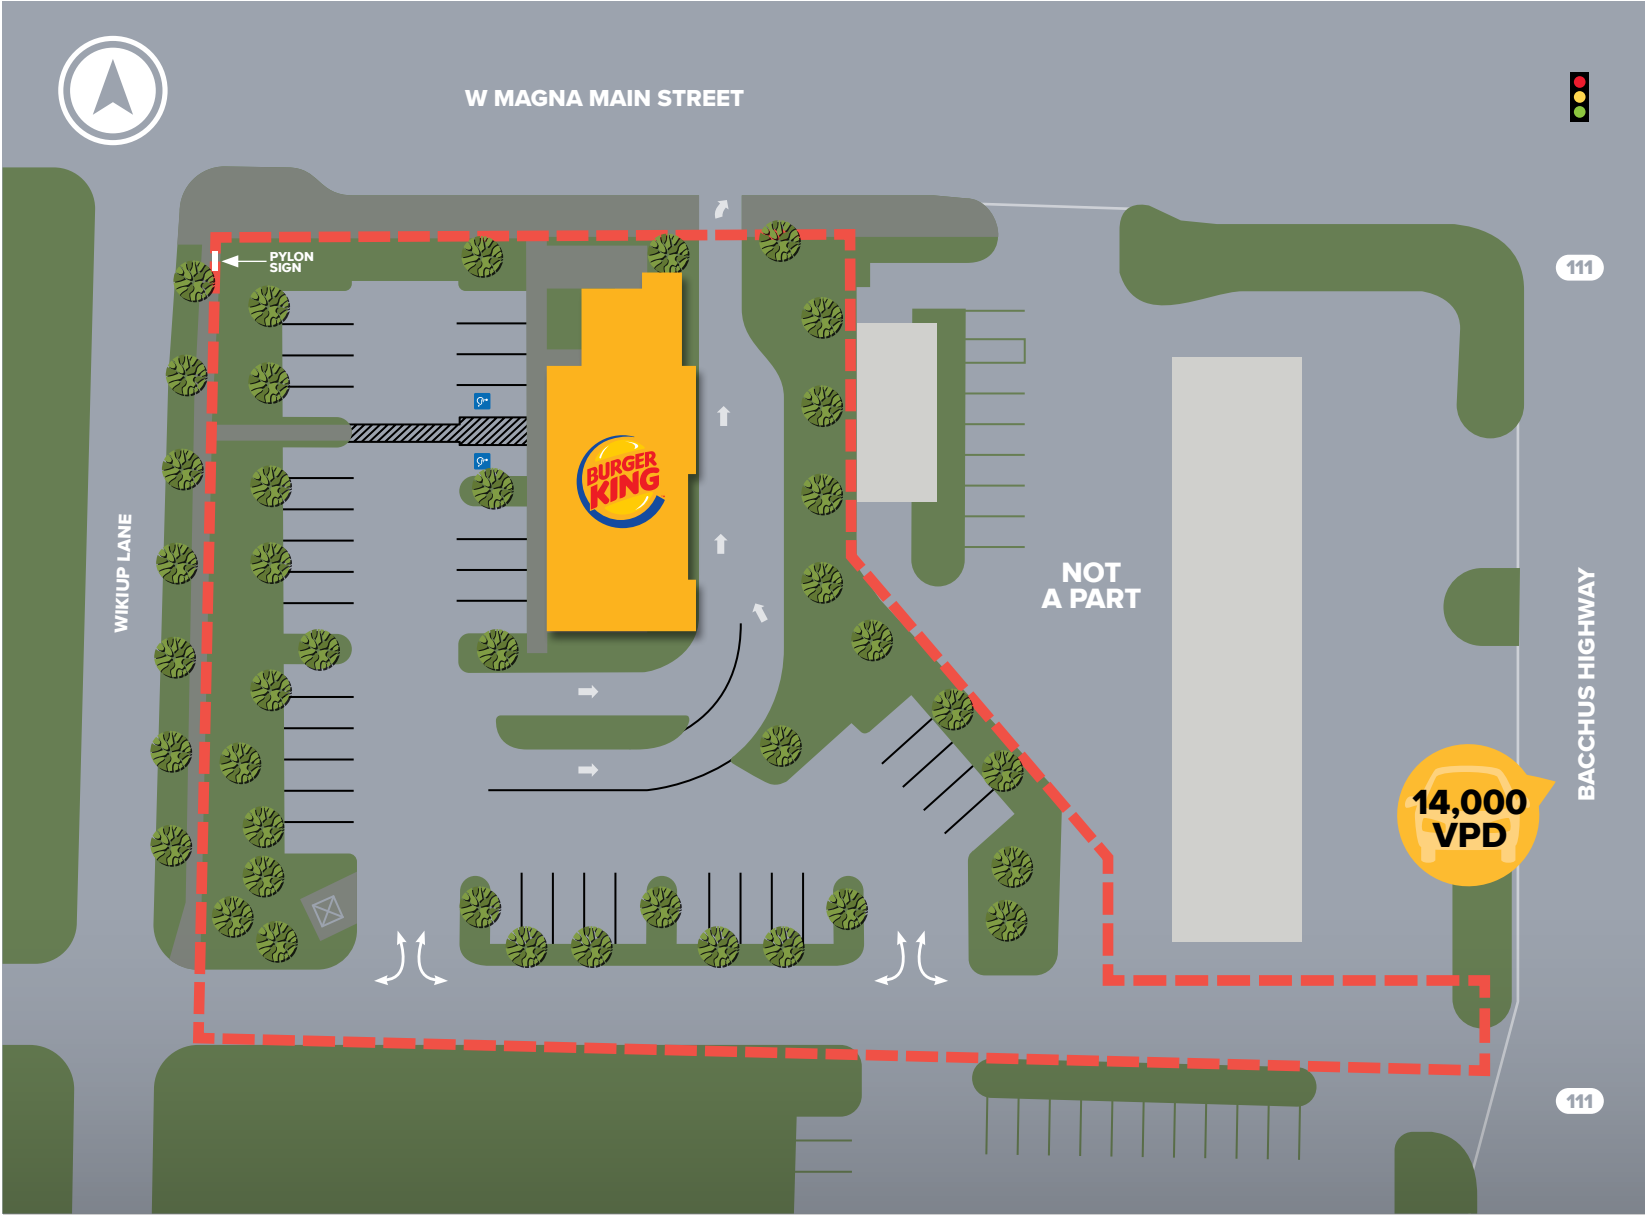 W MAGNA MAIN STREET
PYLON
SIGN
111
BURGER
KING
WIKIUP LANE
NOT
A PART
BACCHUS HIGHWAY
14,000
VPD
111